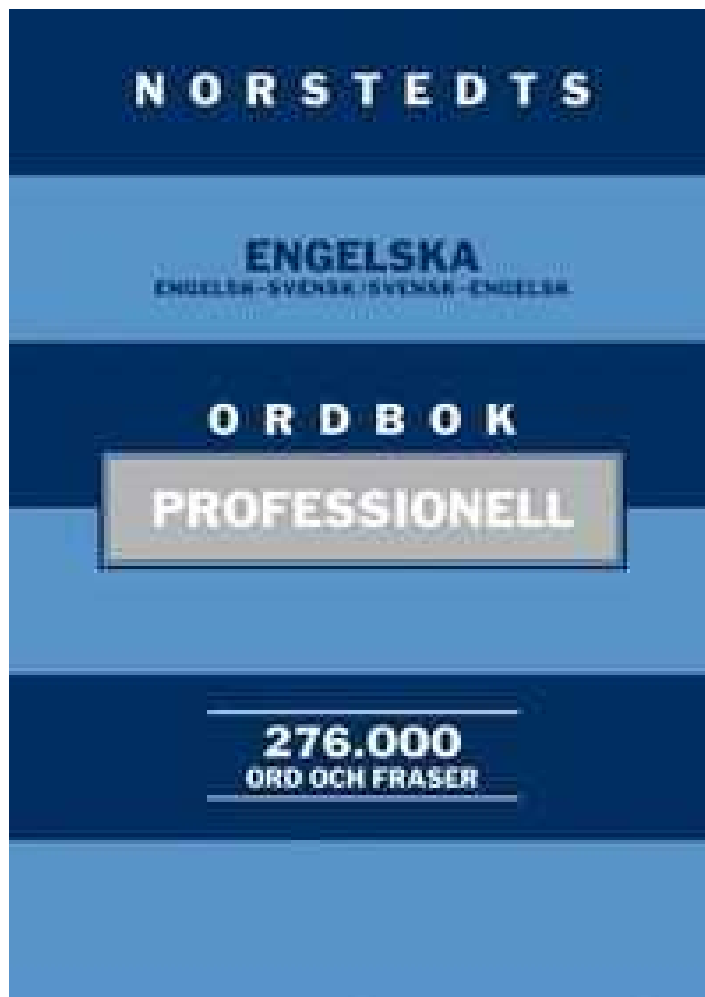 NORSTEDTS
ENGELSKA
ENGELSK-SVENSK/SVENSK-ENGELSK
ORDBOK
PROFESSIONELL
276.000
ORD OCH FRASER